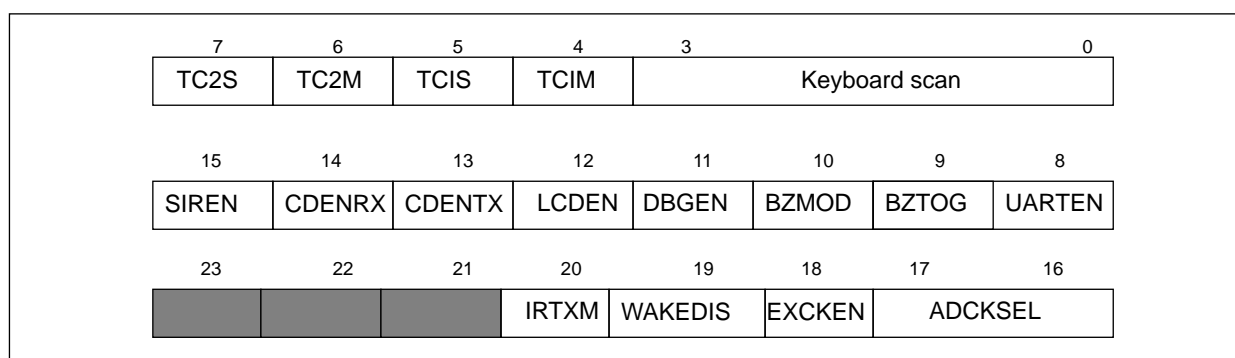 7 6 5 4 3 0
TC2S TC2M TCIS TCIM Keyboard scan
15 14 13 12 11 10 9 8
SIREN CDENRX CDENTX LCDEN DBGEN BZMOD BZTOG UARTEN
23 22 21 20 19 18 17 16
IRTXM WAKEDIS EXCKEN ADCKSEL